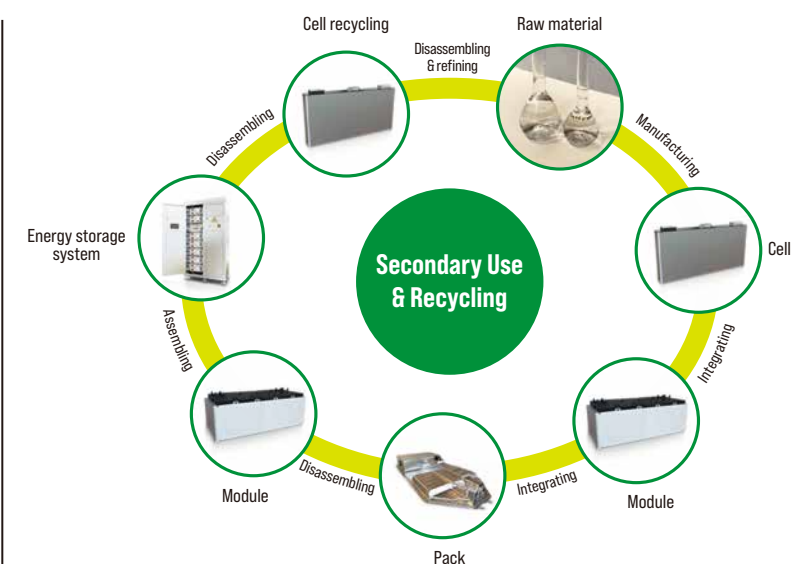 Cell recycling
Disassembling
& refining
Raw material
Manufacturing
Cell
Integrating
Module
Integrating
Pack
Disassembling
Module
Assembling
Energy storage
system
Disassembling
Secondary Use
& Recycling